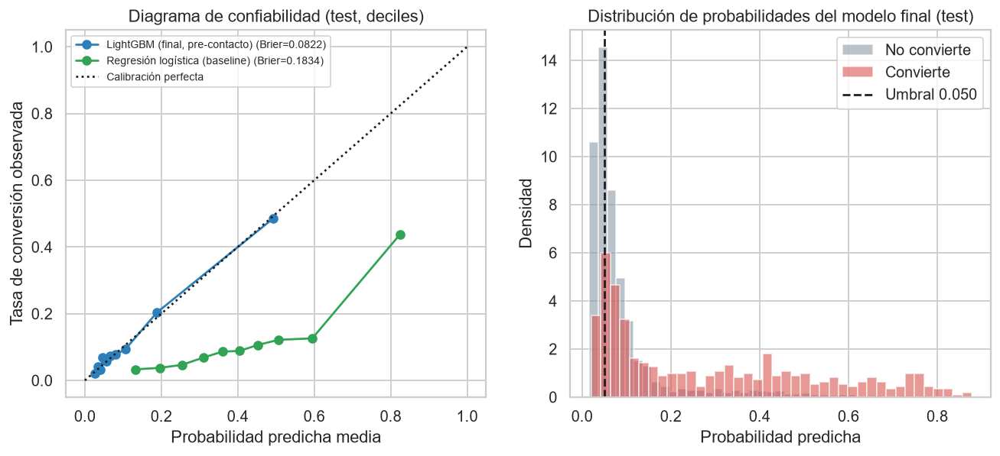 Diagrama de confiabilidad (test, deciles)
LightGBM (final, pre-contacto) (Brier=0.0822)
Regresión logística (baseline) (Brier=0.1834)
Calibración perfecta
Tasa de conversión observada
1.0
0.8
0.6
0.4
0.2
0.0
0.0 0.2 0.4 0.6 0.8 1.0
Probabilidad predicha media
Distribución de probabilidades del modelo final (test)
No convierte
Convierte
Umbral 0.050
Densidad
14
12
10
8
6
4
2
0
0.0 0.2 0.4 0.6 0.8
Probabilidad predicha